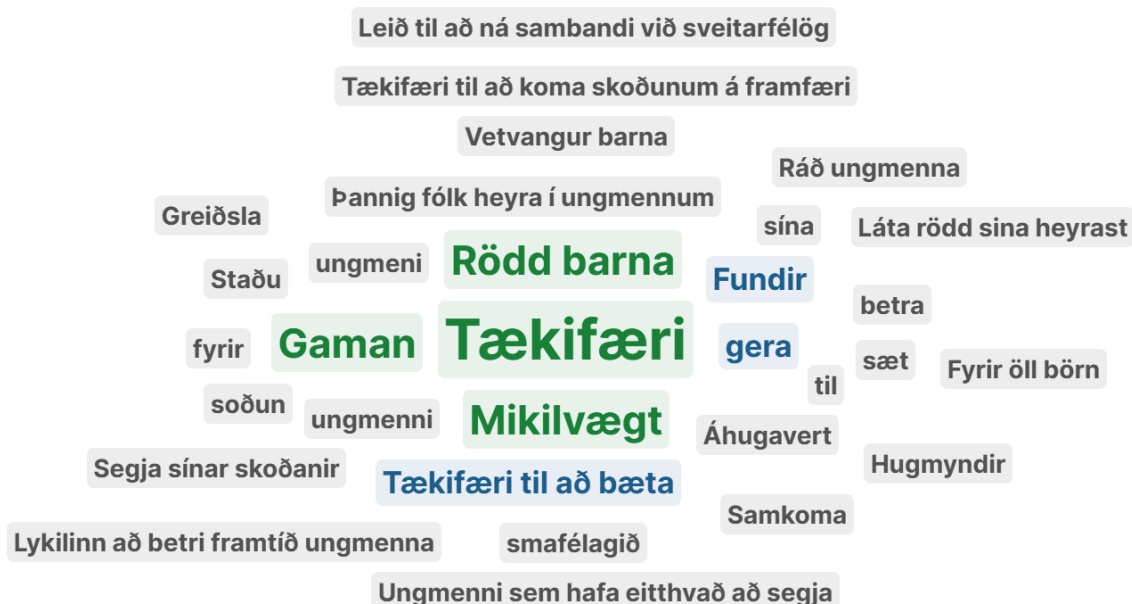 Leið til að ná sambandi við sveitarfélög
Tækifæri til að koma skoðunum á framfæri
Vetvangur barna
Ráð ungmenna
Þannig fólk heyra í ungmennum
Greiðsla
sína
Láta rödd sina heyrast
ungmeni
Rödd barna
Staðu
Fundir
betra
fyrir
Gaman
Tækifæri
gera
sæt
Fyrir öll börn
til
soðun
ungmenni
Mikilvægt
Áhugavert
Segja sínar skoðanir
Hugmyndir
Tækifæri til að bæta
Samkoma
Lykilinn að betri framtíð ungmenna
smafélagið
Ungmenni sem hafa eitthvað að segja